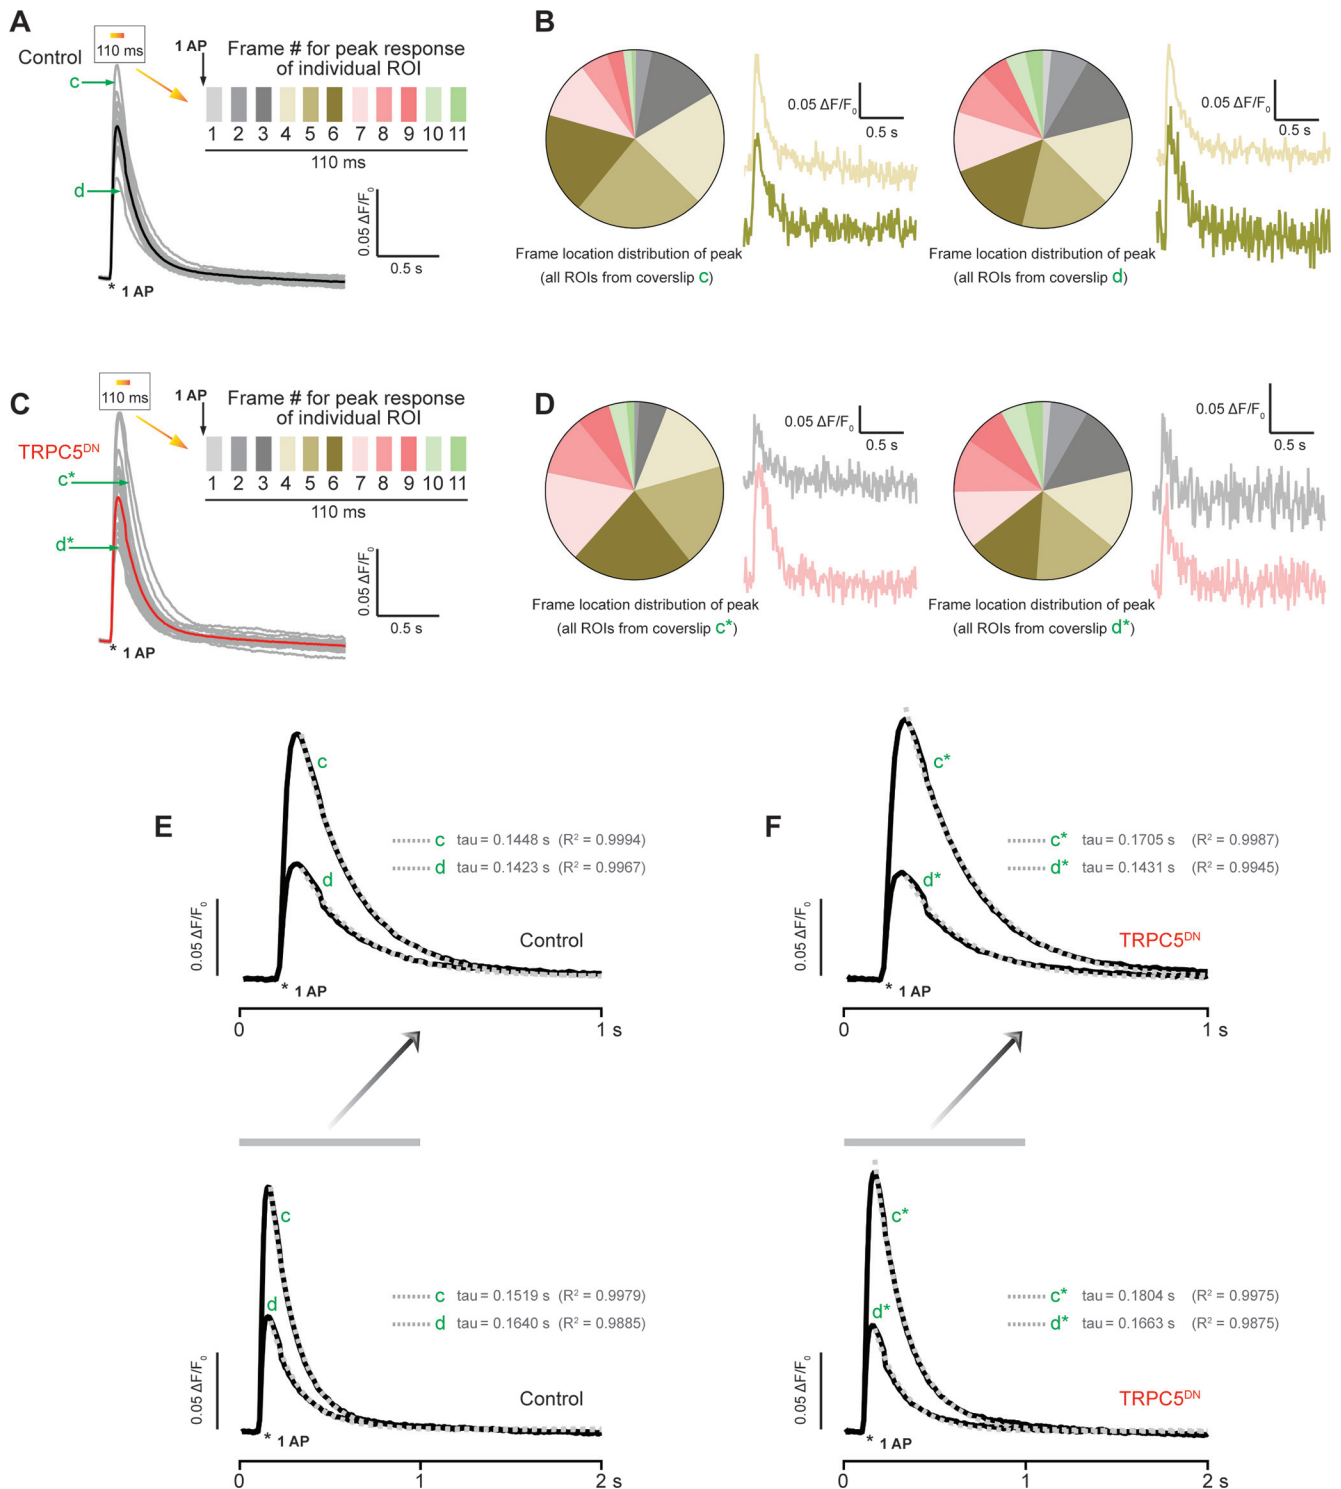 A
110 ms
Control
c
d
1 AP
Frame # for peak response
of individual ROI
1 2 3 4 5 6 7 8 9 10 11
110 ms
0.05 ΔF/F₀
0.5 s
* 1 AP
B
0.05 ΔF/F₀
0.5 s
Frame location distribution of peak
(all ROIs from coverslip c)
0.05 ΔF/F₀
0.5 s
Frame location distribution of peak
(all ROIs from coverslip d)
C
110 ms
TRPC5ᴰᴺ
c*
d*
1 AP
Frame # for peak response
of individual ROI
1 2 3 4 5 6 7 8 9 10 11
110 ms
0.05 ΔF/F₀
0.5 s
* 1 AP
D
0.05 ΔF/F₀
0.5 s
Frame location distribution of peak
(all ROIs from coverslip c*)
0.05 ΔF/F₀
0.5 s
Frame location distribution of peak
(all ROIs from coverslip d*)
E
c
d
c tau = 0.1448 s (R² = 0.9994)
d tau = 0.1423 s (R² = 0.9967)
0.05 ΔF/F₀
Control
* 1 AP
0 1 s
c
d
c tau = 0.1519 s (R² = 0.9979)
d tau = 0.1640 s (R² = 0.9885)
0.05 ΔF/F₀
Control
* 1 AP
0 1 2 s
F
c*
d*
c* tau = 0.1705 s (R² = 0.9987)
d* tau = 0.1431 s (R² = 0.9945)
0.05 ΔF/F₀
TRPC5ᴰᴺ
* 1 AP
0 1 s
c*
d*
c* tau = 0.1804 s (R² = 0.9975)
d* tau = 0.1663 s (R² = 0.9875)
0.05 ΔF/F₀
TRPC5ᴰᴺ
* 1 AP
0 1 2 s